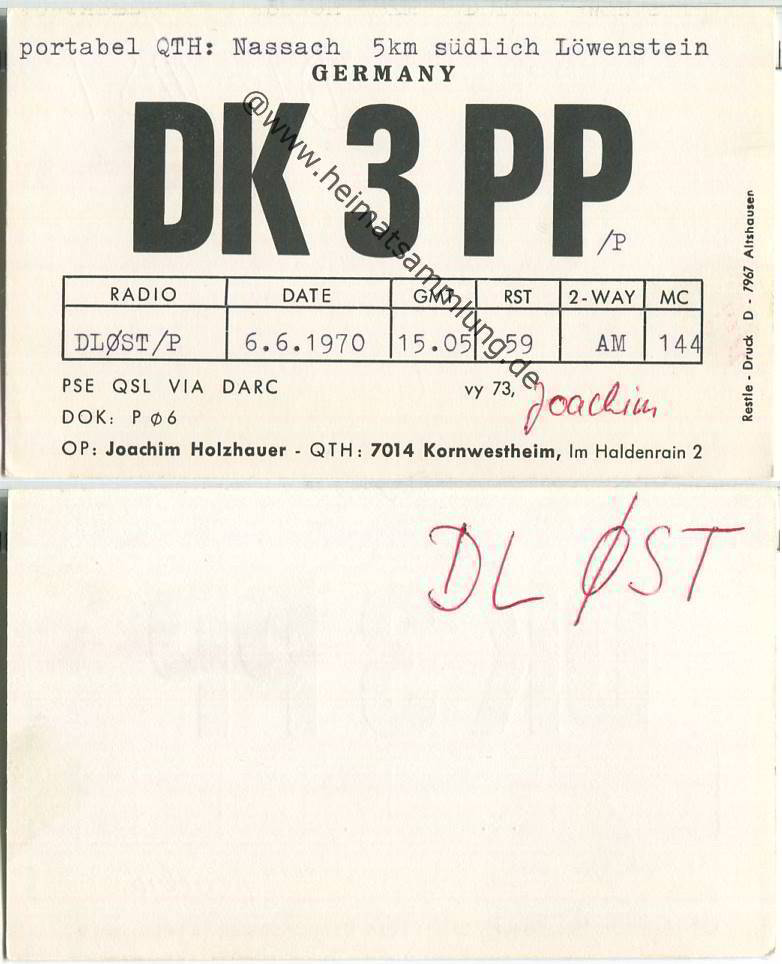 portabel QTH: Nassach 5km südlich Löwenstein
GERMANY
DK 3 PP /P
@www.heimatsammlung.de
RADIO DATE GMT RST 2-WAY MC
DLØST/P 6.6.1970 15.05 59 AM 144
PSE QSL VIA DARC vy 73, Joachim
DOK: P Ø6
OP: Joachim Holzhauer - QTH: 7014 Kornwestheim, Im Haldenrain 2
Restle - Druck D - 7967 Altshausen
DL ØST